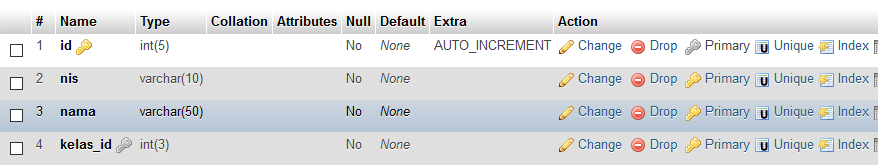 # Name Type Collation Attributes Null Default Extra Action
1 id int(5) No None AUTO_INCREMENT Change Drop Primary Unique Index
2 nis varchar(10) No None Change Drop Primary Unique Index
3 nama varchar(50) No None Change Drop Primary Unique Index
4 kelas_id int(3) No None Change Drop Primary Unique Index